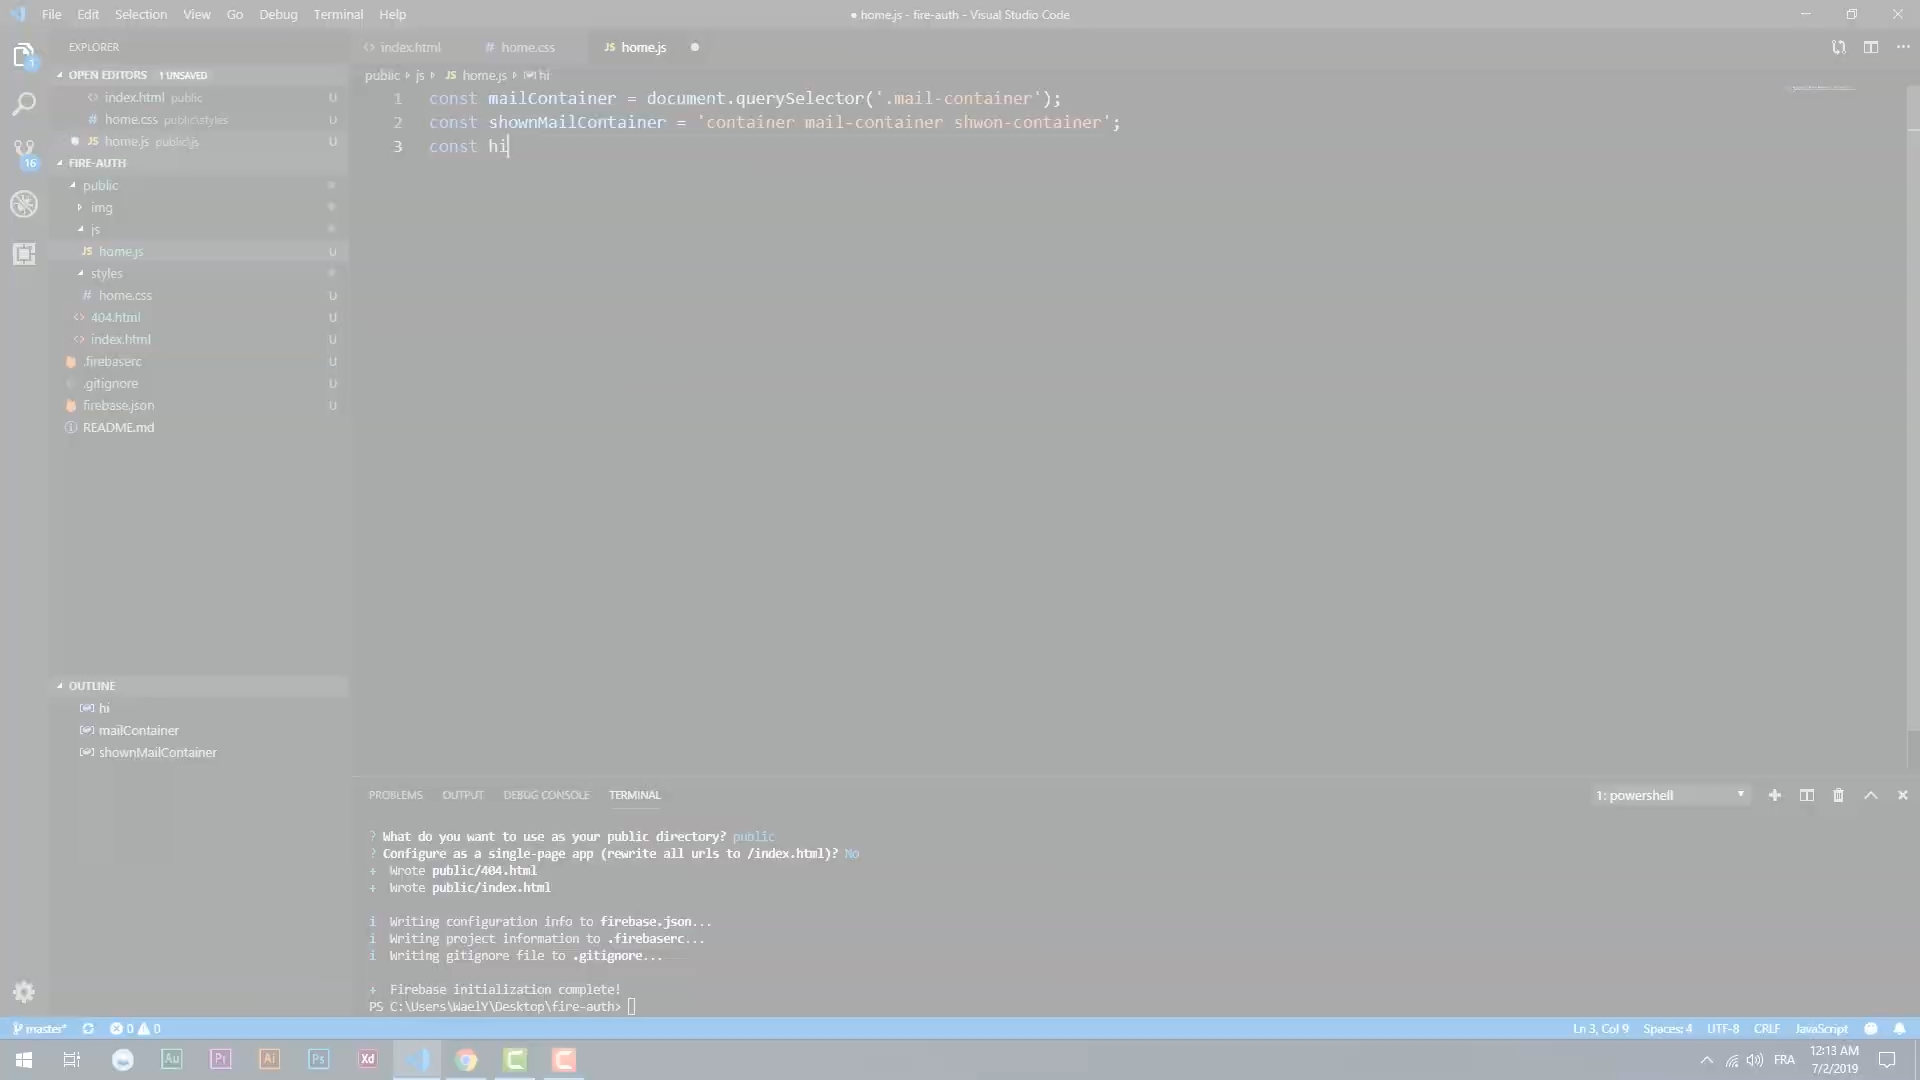 File Edit Selection View Go Debug Terminal Help
● home.js - fire-auth - Visual Studio Code
EXPLORER
OPEN EDITORS 1 UNSAVED
index.html public U
home.css public\styles U
home.js public\js U
FIRE-AUTH
public
img
js
home.js U
styles
home.css U
404.html U
index.html U
.firebaserc U
.gitignore U
firebase.json U
README.md
OUTLINE
hi
mailContainer
shownMailContainer
1
16
index.html home.css JS home.js
public js JS home.js hi
1 const mailContainer = document.querySelector('.mail-container');
2 const shownMailContainer = 'container mail-container shwon-container';
3 const hi
PROBLEMS OUTPUT DEBUG CONSOLE TERMINAL
1: powershell
? What do you want to use as your public directory? public
? Configure as a single-page app (rewrite all urls to /index.html)? No
+ Wrote public/404.html
+ Wrote public/index.html
i Writing configuration info to firebase.json...
i Writing project information to .firebaserc...
i Writing gitignore file to .gitignore...
+ Firebase initialization complete!
PS C:\Users\WaelY\Desktop\fire-auth>
master* 0 0
Ln 3, Col 9 Spaces: 4 UTF-8 CRLF JavaScript
Au Pr Ai Ps Xd
FRA
12:13 AM
7/2/2019